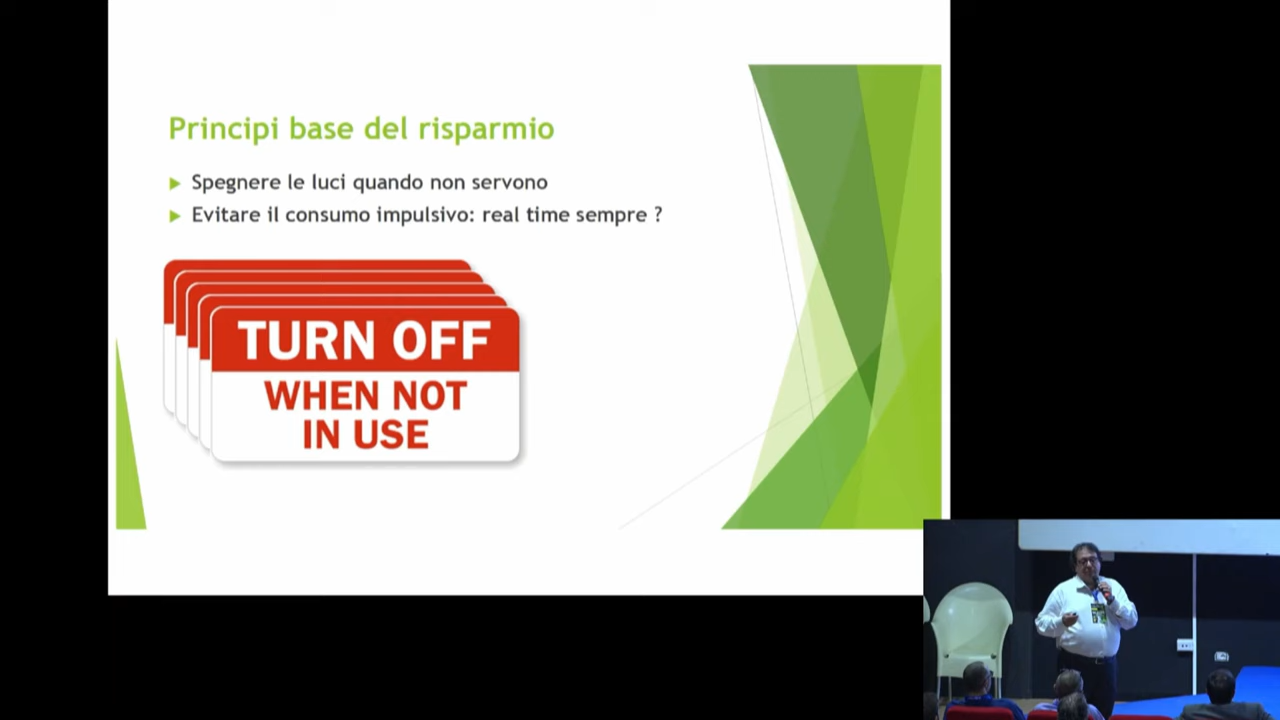 Principi base del risparmio
Spegnere le luci quando non servono
Evitare il consumo impulsivo: real time sempre ?
TURN OFF
WHEN NOT
IN USE